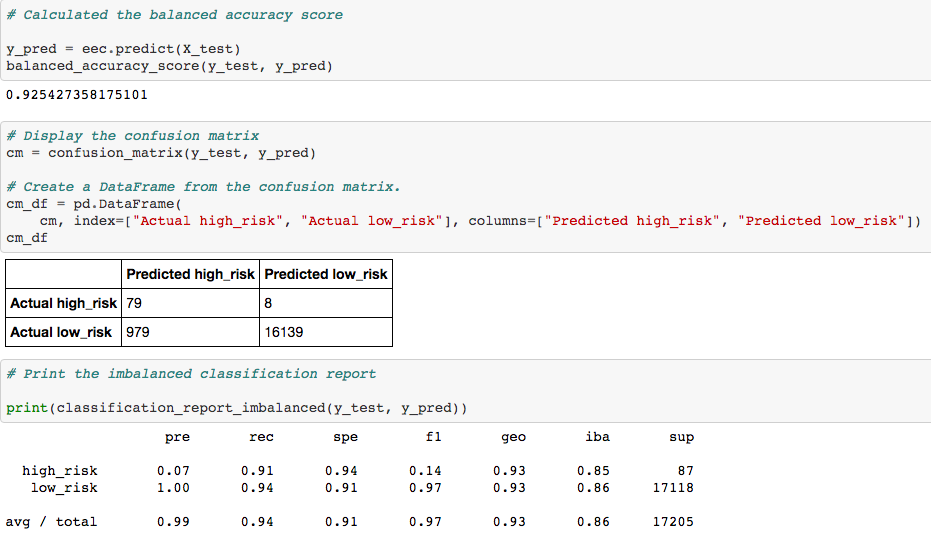 # Calculated the balanced accuracy score
y_pred = eec.predict(X_test)
balanced_accuracy_score(y_test, y_pred)
0.925427358175101
# Display the confusion matrix
cm = confusion_matrix(y_test, y_pred)
# Create a DataFrame from the confusion matrix.
cm_df = pd.DataFrame(
    cm, index=["Actual high_risk", "Actual low_risk"], columns=["Predicted high_risk", "Predicted low_risk"])
cm_df
Predicted high_risk Predicted low_risk
Actual high_risk 79 8
Actual low_risk 979 16139
# Print the imbalanced classification report
print(classification_report_imbalanced(y_test, y_pred))
pre rec spe f1 geo iba sup
high_risk 0.07 0.91 0.94 0.14 0.93 0.85 87
low_risk 1.00 0.94 0.91 0.97 0.93 0.86 17118
avg / total 0.99 0.94 0.91 0.97 0.93 0.86 17205